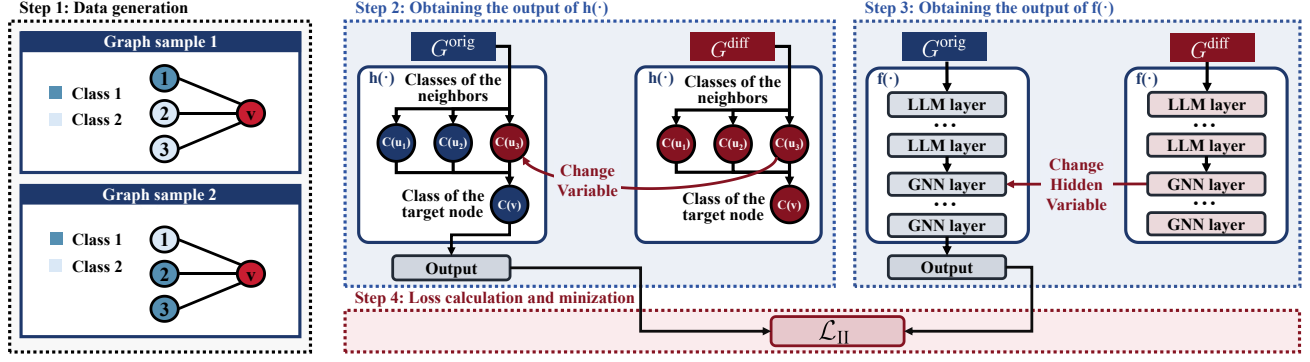 Step 1: Data generation
Graph sample 1
Class 1
Class 2
1
2
3
v
Graph sample 2
Class 1
Class 2
1
2
3
v
Step 2: Obtaining the output of h(·)
G^orig
G^diff
h(·)
Classes of the
neighbors
C(u₁)
C(u₂)
C(u₃)
Class of the
target node
C(v)
Output
Change
Variable
h(·)
Classes of the
neighbors
C(u₁)
C(u₂)
C(u₃)
Class of the
target node
C(v)
Step 3: Obtaining the output of f(·)
G^orig
G^diff
f(·)
LLM layer
...
LLM layer
GNN layer
...
GNN layer
Output
Change
Hidden
Variable
f(·)
LLM layer
...
LLM layer
GNN layer
...
GNN layer
Step 4: Loss calculation and minization
ℒ_II